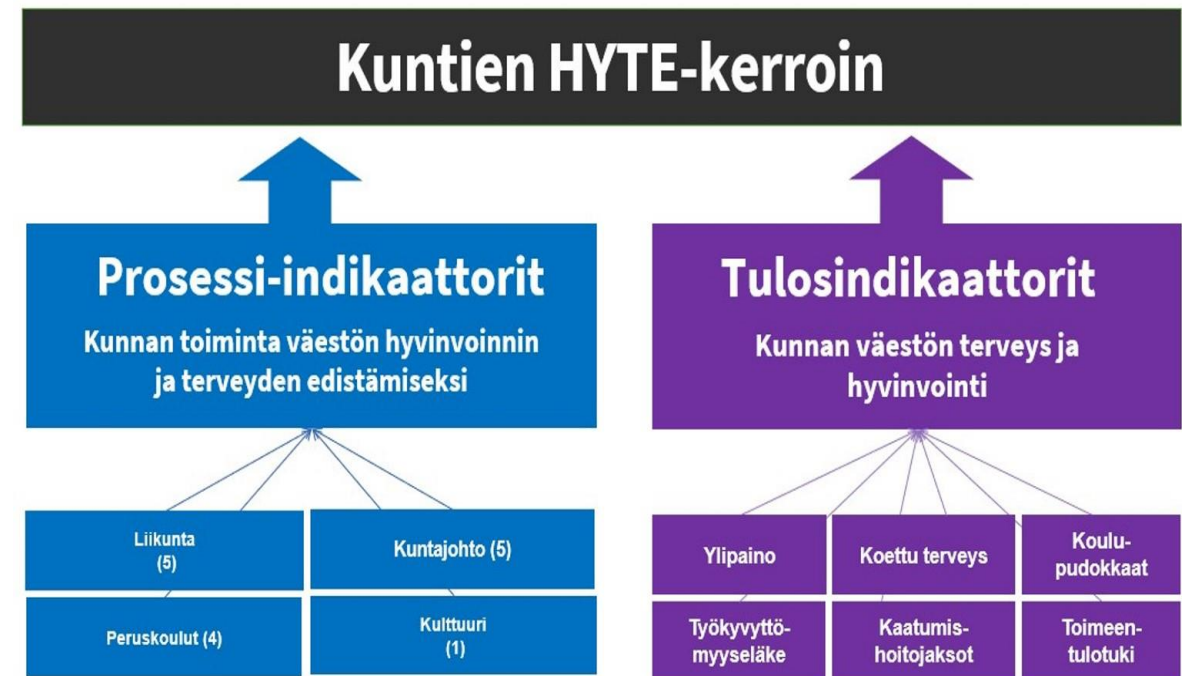 Kuntien HYTE-kerroin
Prosessi-indikaattorit
Kunnan toiminta väestön hyvinvoinnin
ja terveyden edistämiseksi
Tulosindikaattorit
Kunnan väestön terveys ja
hyvinvointi
Liikunta
(5)
Kuntajohto (5)
Peruskoulut (4)
Kulttuuri
(1)
Ylipaino
Koettu terveys
Koulu-
pudokkaat
Työkyvyttö-
myyseläke
Kaatumis-
hoitojaksot
Toimeen-
tulotuki